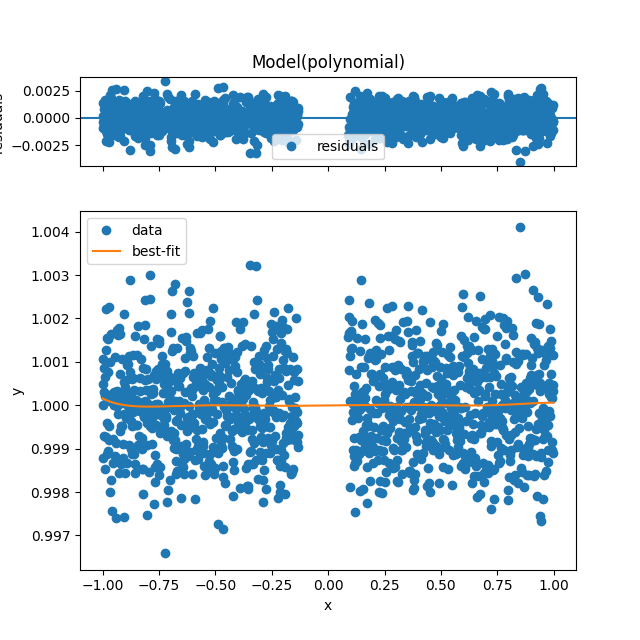 Model(polynomial)
0.0025
0.0000
−0.0025
residuals
residuals
1.004
1.003
1.002
1.001
1.000
0.999
0.998
0.997
data
best-fit
y
−1.00 −0.75 −0.50 −0.25 0.00 0.25 0.50 0.75 1.00
x